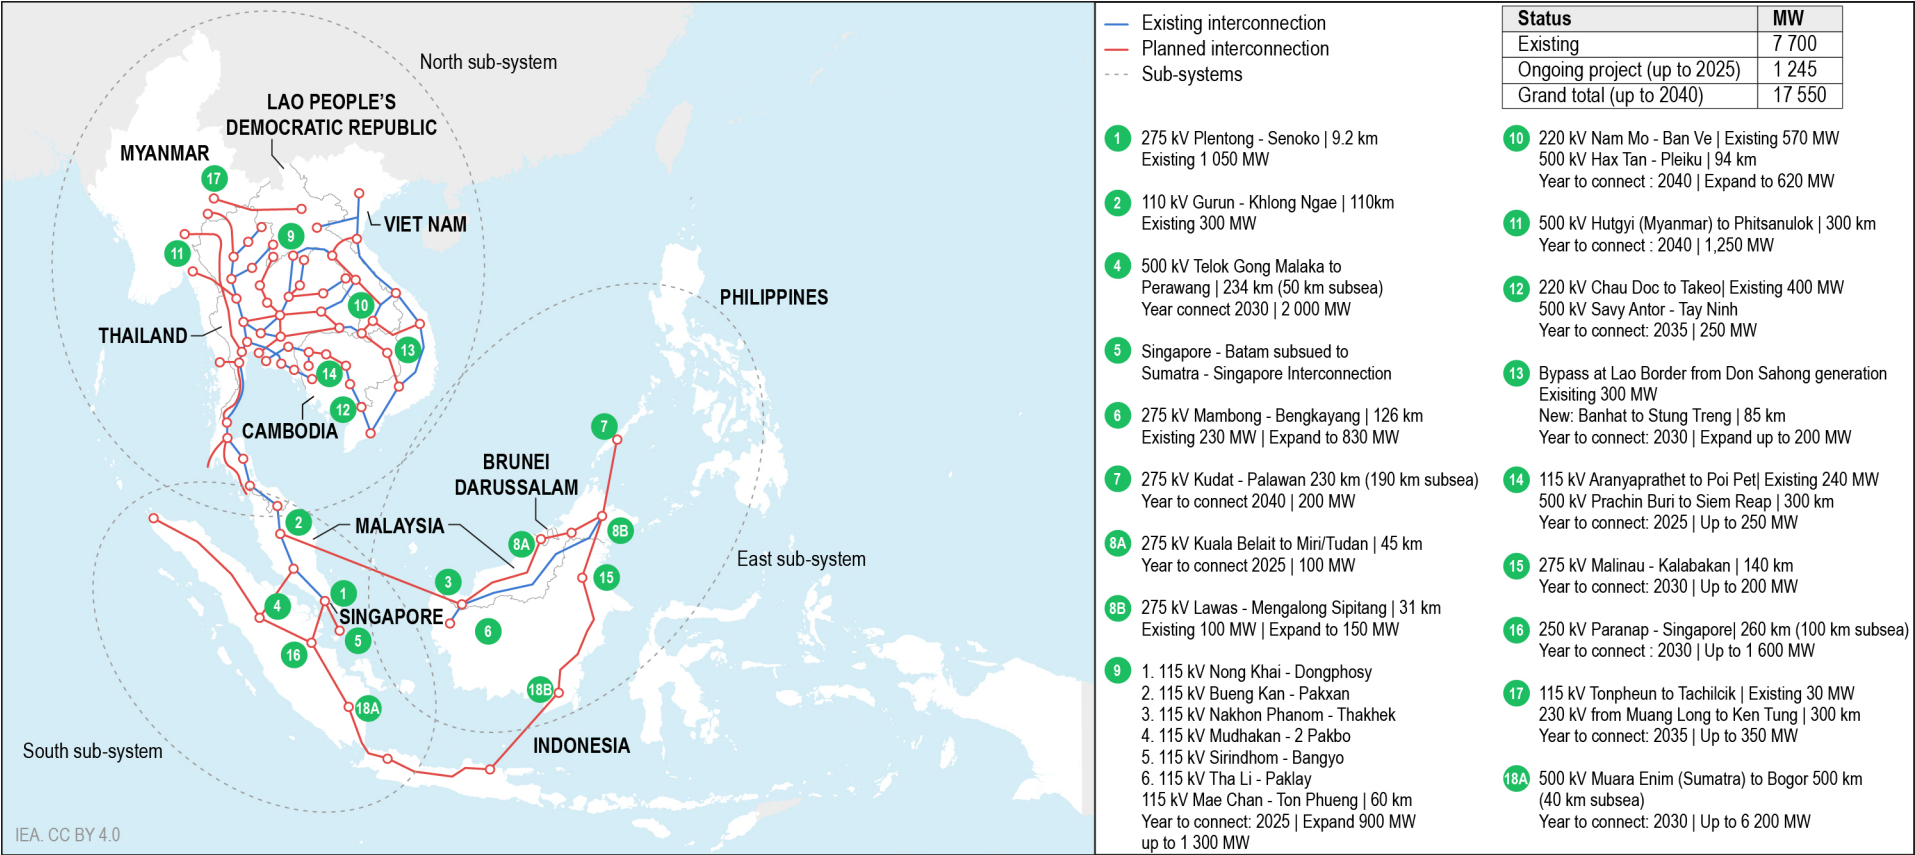 North sub-system
LAO PEOPLE'S
DEMOCRATIC REPUBLIC
MYANMAR
17
VIET NAM
9
11
10
PHILIPPINES
THAILAND
13
14
12
CAMBODIA
7
BRUNEI
DARUSSALAM
2
MALAYSIA
8A
8B
East sub-system
3
15
1
4
SINGAPORE
6
5
16
18B
18A
INDONESIA
South sub-system
IEA. CC BY 4.0
Existing interconnection
Planned interconnection
Sub-systems
Status MW
Existing 7 700
Ongoing project (up to 2025) 1 245
Grand total (up to 2040) 17 550
1 275 kV Plentong - Senoko | 9.2 km
Existing 1 050 MW
2 110 kV Gurun - Khlong Ngae | 110km
Existing 300 MW
4 500 kV Telok Gong Malaka to
Perawang | 234 km (50 km subsea)
Year connect 2030 | 2 000 MW
5 Singapore - Batam subsued to
Sumatra - Singapore Interconnection
6 275 kV Mambong - Bengkayang | 126 km
Existing 230 MW | Expand to 830 MW
7 275 kV Kudat - Palawan 230 km (190 km subsea)
Year to connect 2040 | 200 MW
8A 275 kV Kuala Belait to Miri/Tudan | 45 km
Year to connect 2025 | 100 MW
8B 275 kV Lawas - Mengalong Sipitang | 31 km
Existing 100 MW | Expand to 150 MW
9 1. 115 kV Nong Khai - Dongphosy
2. 115 kV Bueng Kan - Pakxan
3. 115 kV Nakhon Phanom - Thakhek
4. 115 kV Mudhakan - 2 Pakbo
5. 115 kV Sirindhom - Bangyo
6. 115 kV Tha Li - Paklay
115 kV Mae Chan - Ton Phueng | 60 km
Year to connect: 2025 | Expand 900 MW
up to 1 300 MW
10 220 kV Nam Mo - Ban Ve | Existing 570 MW
500 kV Hax Tan - Pleiku | 94 km
Year to connect : 2040 | Expand to 620 MW
11 500 kV Hutgyi (Myanmar) to Phitsanulok | 300 km
Year to connect : 2040 | 1,250 MW
12 220 kV Chau Doc to Takeo| Existing 400 MW
500 kV Savy Antor - Tay Ninh
Year to connect: 2035 | 250 MW
13 Bypass at Lao Border from Don Sahong generation
Exisiting 300 MW
New: Banhat to Stung Treng | 85 km
Year to connect: 2030 | Expand up to 200 MW
14 115 kV Aranyaprathet to Poi Pet| Existing 240 MW
500 kV Prachin Buri to Siem Reap | 300 km
Year to connect: 2025 | Up to 250 MW
15 275 kV Malinau - Kalabakan | 140 km
Year to connect: 2030 | Up to 200 MW
16 250 kV Paranap - Singapore| 260 km (100 km subsea)
Year to connect : 2030 | Up to 1 600 MW
17 115 kV Tonpheun to Tachilcik | Existing 30 MW
230 kV from Muang Long to Ken Tung | 300 km
Year to connect: 2035 | Up to 350 MW
18A 500 kV Muara Enim (Sumatra) to Bogor 500 km
(40 km subsea)
Year to connect: 2030 | Up to 6 200 MW